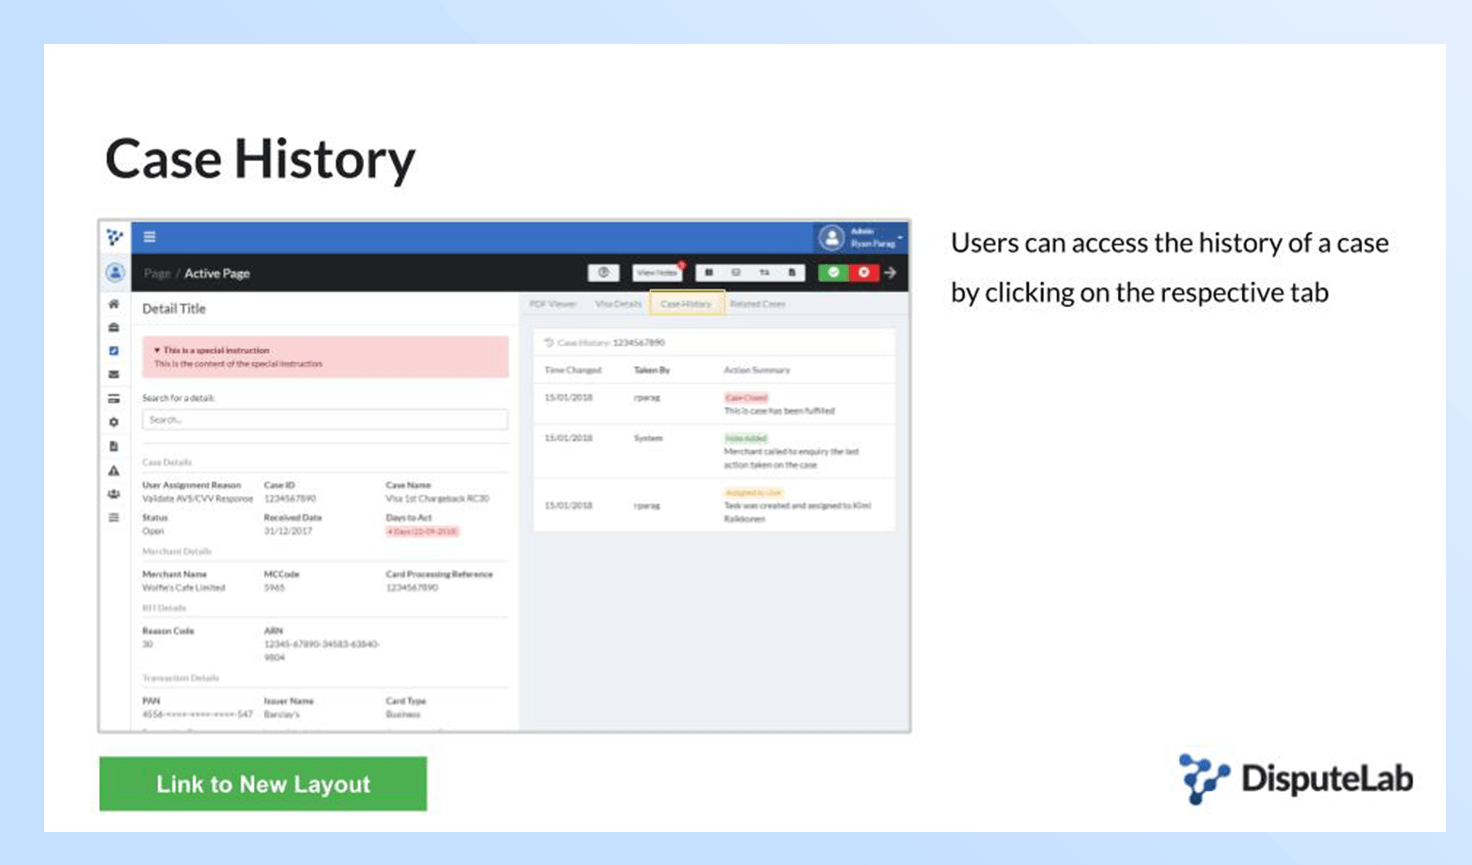 Case History
Admin
Ryan Parag
Page / Active Page
View Notes
Detail Title
PDF Viewer Visa Details Case History Related Cases
▼ This is a special instruction
This is the content of the special instruction
Search for a detail:
Search...
Case Details
User Assignment Reason Case ID Case Name
Validate AVS/CVV Response 1234567890 Visa 1st Chargeback RC30
Status Received Date Days to Act
Open 31/12/2017 4 Days (22-09-2018)
Merchant Details
Merchant Name MCCode Card Processing Reference
Wolfe's Cafe Limited 5965 1234567890
RFI Details
Reason Code ARN
30 12345-67890-34583-63840-
9804
Transaction Details
PAN Issuer Name Card Type
4556-****-****-****-547 Barclay's Business
Case History: 1234567890
Time Changed Taken By Action Summary
15/01/2018 rparag Case Closed
This is case has been fulfilled
15/01/2018 System Note Added
Merchant called to enquiry the last
action taken on the case
15/01/2018 rparag Assigned to User
Task was created and assigned to Kimi
Raikkonen
Users can access the history of a case
by clicking on the respective tab
Link to New Layout
DisputeLab